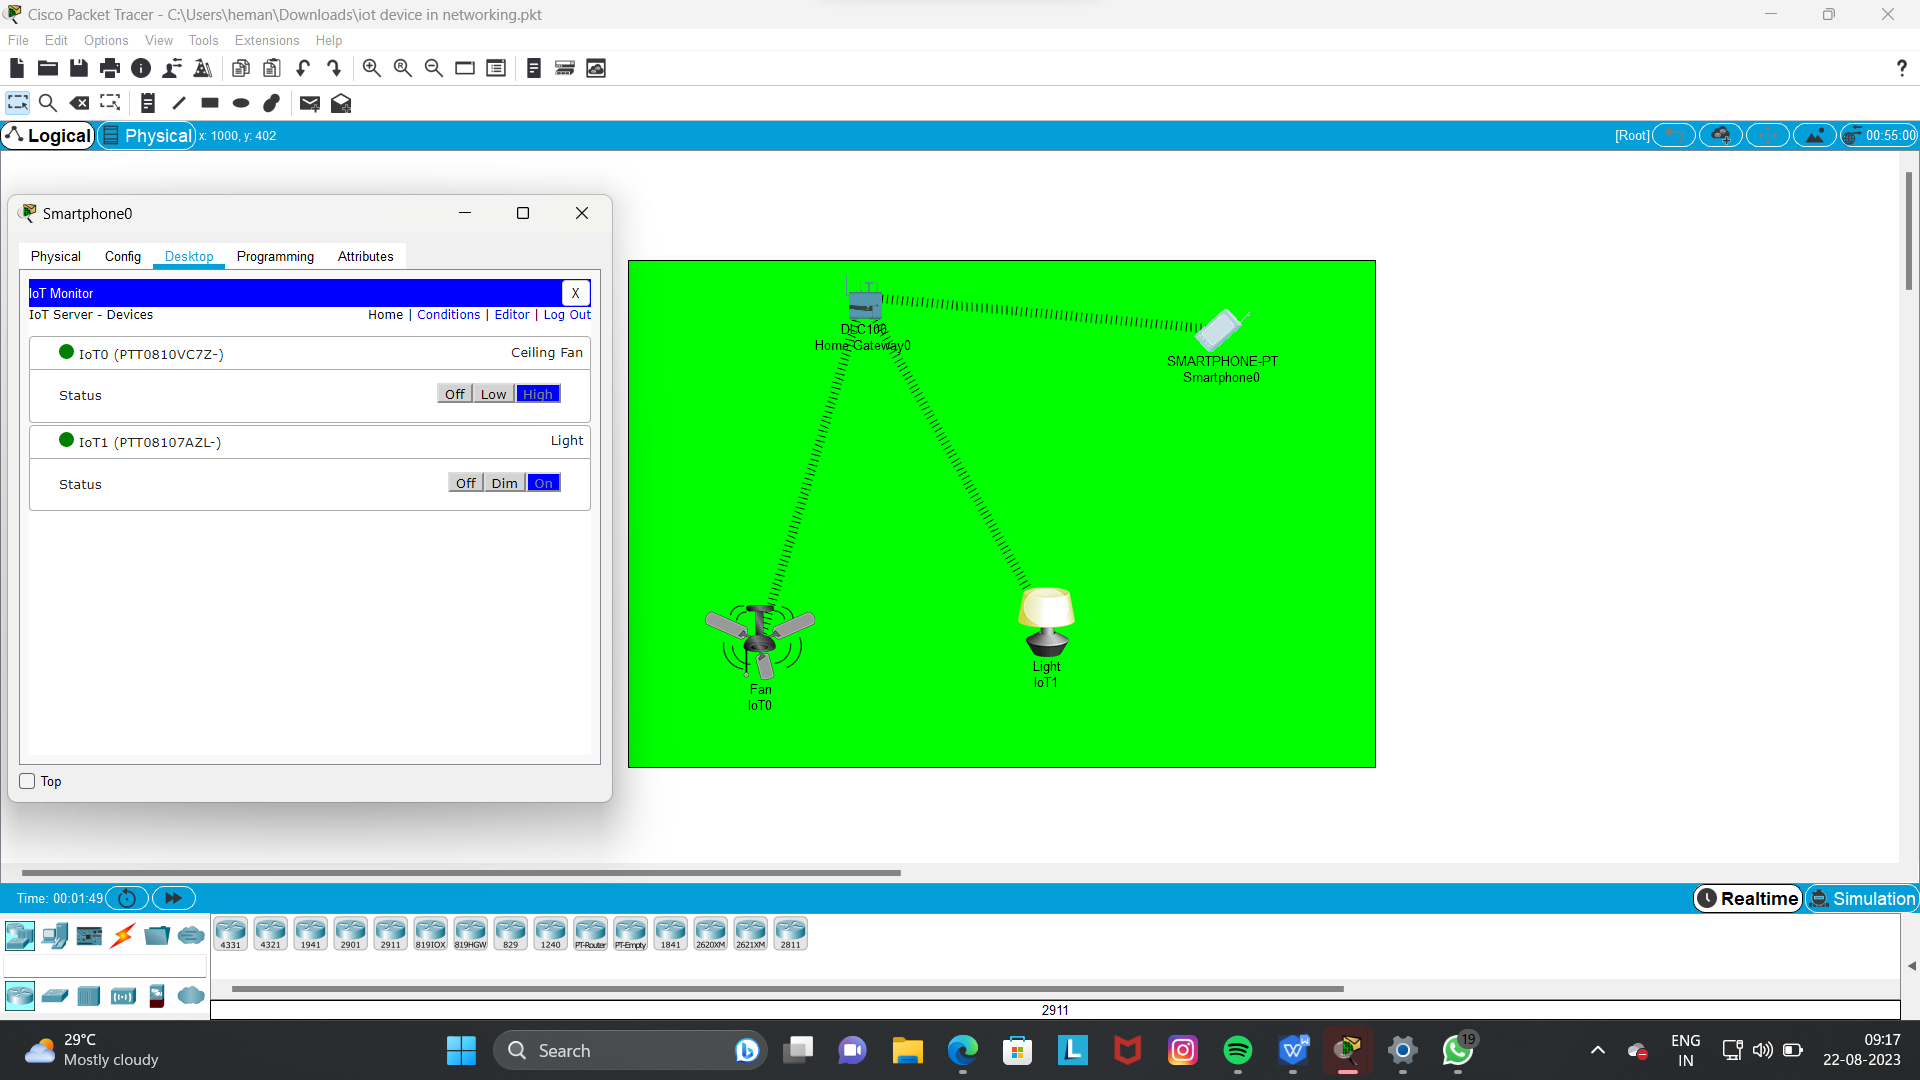 Cisco Packet Tracer - C:\Users\heman\Downloads\iot device in networking.pkt
File Edit Options View Tools Extensions Help
?
Logical Physical x: 1000, y: 402 [Root] 00:55:00
Smartphone0
Physical Config Desktop Programming Attributes
IoT Monitor X
IoT Server - Devices Home | Conditions | Editor | Log Out
IoT0 (PTT0810VC7Z-) Ceiling Fan
Status Off Low High
IoT1 (PTT08107AZL-) Light
Status Off Dim On
Top
DLC100
Home Gateway0
SMARTPHONE-PT
Smartphone0
Fan
IoT0
Light
IoT1
Time: 00:01:49 Realtime Simulation
4331 4321 1941 2901 2911 819IOX 819HGW 829 1240 PT-Router PT-Empty 1841 2620XM 2621XM 2811
2911
29°C
Mostly cloudy
Search
19
ENG
IN
09:17
22-08-2023